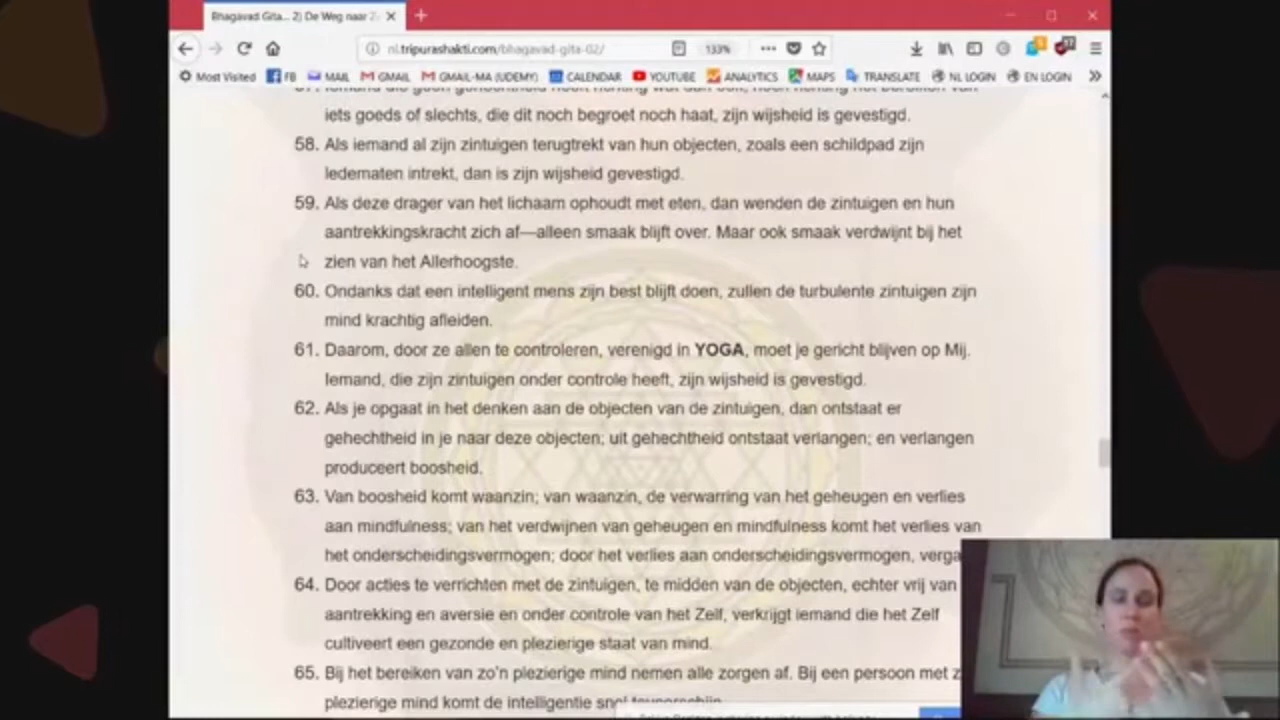 Bhagavad Gita... 2) De Weg naar Z
nl.tripurashakti.com/bhagavad-gita-02/
133%
Most Visited FB MAIL GMAIL GMAIL-MA (UDEMY) CALENDAR YOUTUBE ANALYTICS MAPS TRANSLATE NL LOGIN EN LOGIN
iets goeds of slechts, die dit noch begroet noch haat, zijn wijsheid is gevestigd.
58. Als iemand al zijn zintuigen terugtrekt van hun objecten, zoals een schildpad zijn
ledematen intrekt, dan is zijn wijsheid gevestigd.
59. Als deze drager van het lichaam ophoudt met eten, dan wenden de zintuigen en hun
aantrekkingskracht zich af—alleen smaak blijft over. Maar ook smaak verdwijnt bij het
zien van het Allerhoogste.
60. Ondanks dat een intelligent mens zijn best blijft doen, zullen de turbulente zintuigen zijn
mind krachtig afleiden.
61. Daarom, door ze allen te controleren, verenigd in YOGA, moet je gericht blijven op Mij.
Iemand, die zijn zintuigen onder controle heeft, zijn wijsheid is gevestigd.
62. Als je opgaat in het denken aan de objecten van de zintuigen, dan ontstaat er
gehechtheid in je naar deze objecten; uit gehechtheid ontstaat verlangen; en verlangen
produceert boosheid.
63. Van boosheid komt waanzin; van waanzin, de verwarring van het geheugen en verlies
aan mindfulness; van het verdwijnen van geheugen en mindfulness komt het verlies van
het onderscheidingsvermogen; door het verlies aan onderscheidingsvermogen, verga
64. Door acties te verrichten met de zintuigen, te midden van de objecten, echter vrij van
aantrekking en aversie en onder controle van het Zelf, verkrijgt iemand die het Zelf
cultiveert een gezonde en plezierige staat van mind.
65. Bij het bereiken van zo'n plezierige mind nemen alle zorgen af. Bij een persoon met z
plezierige mind komt de intelligentie snel